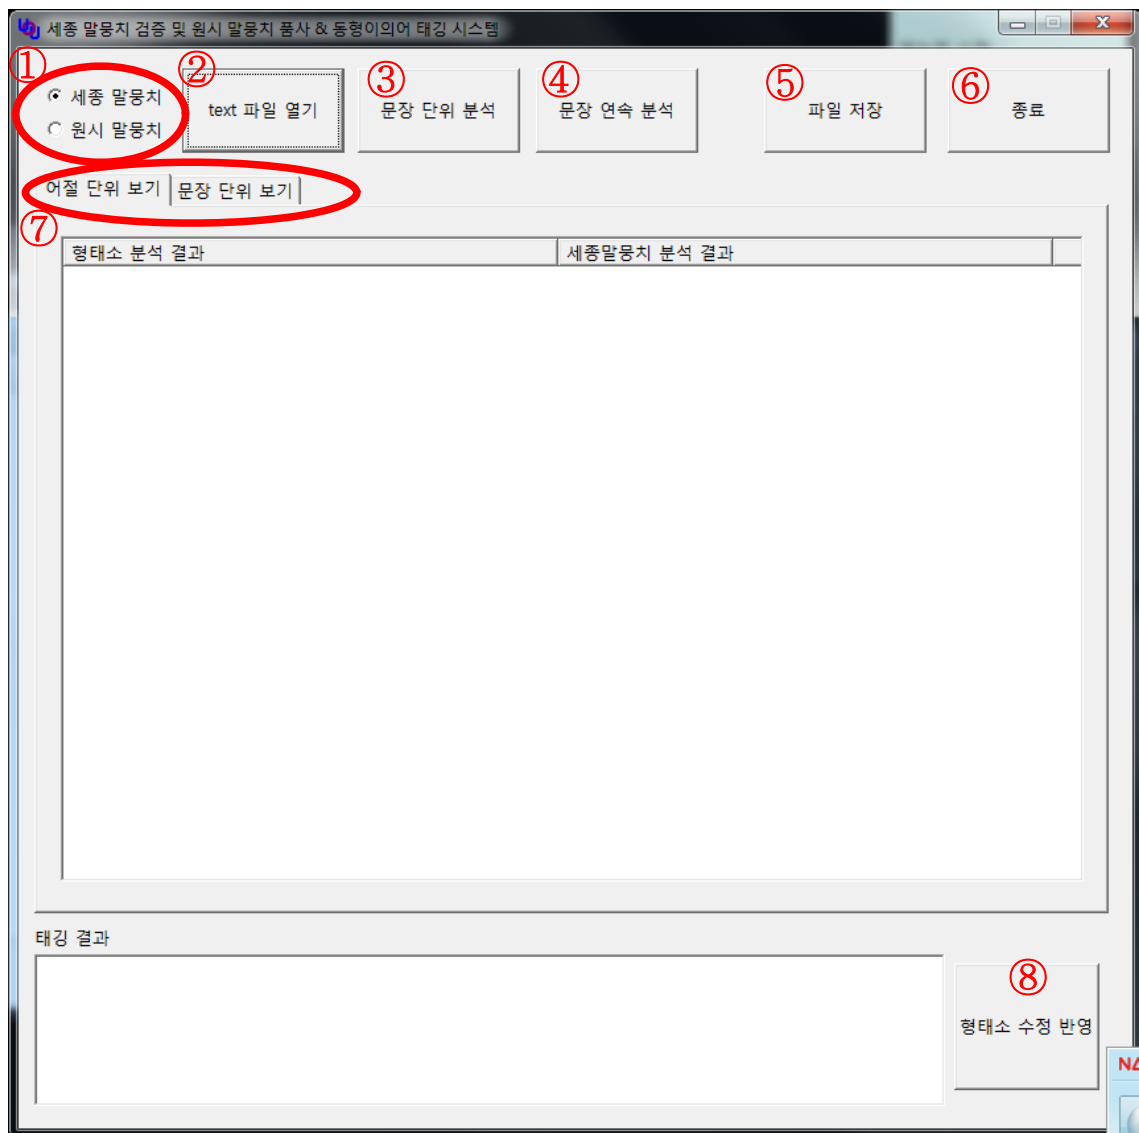 세종 말뭉치 검증 및 원시 말뭉치 품사 & 동형이의어 태깅 시스템
① ② ③ ④ ⑤ ⑥
세종 말뭉치
원시 말뭉치
text 파일 열기
문장 단위 분석
문장 연속 분석
파일 저장
종료
어절 단위 보기
문장 단위 보기
⑦
형태소 분석 결과
세종말뭉치 분석 결과
태깅 결과
⑧
형태소 수정 반영